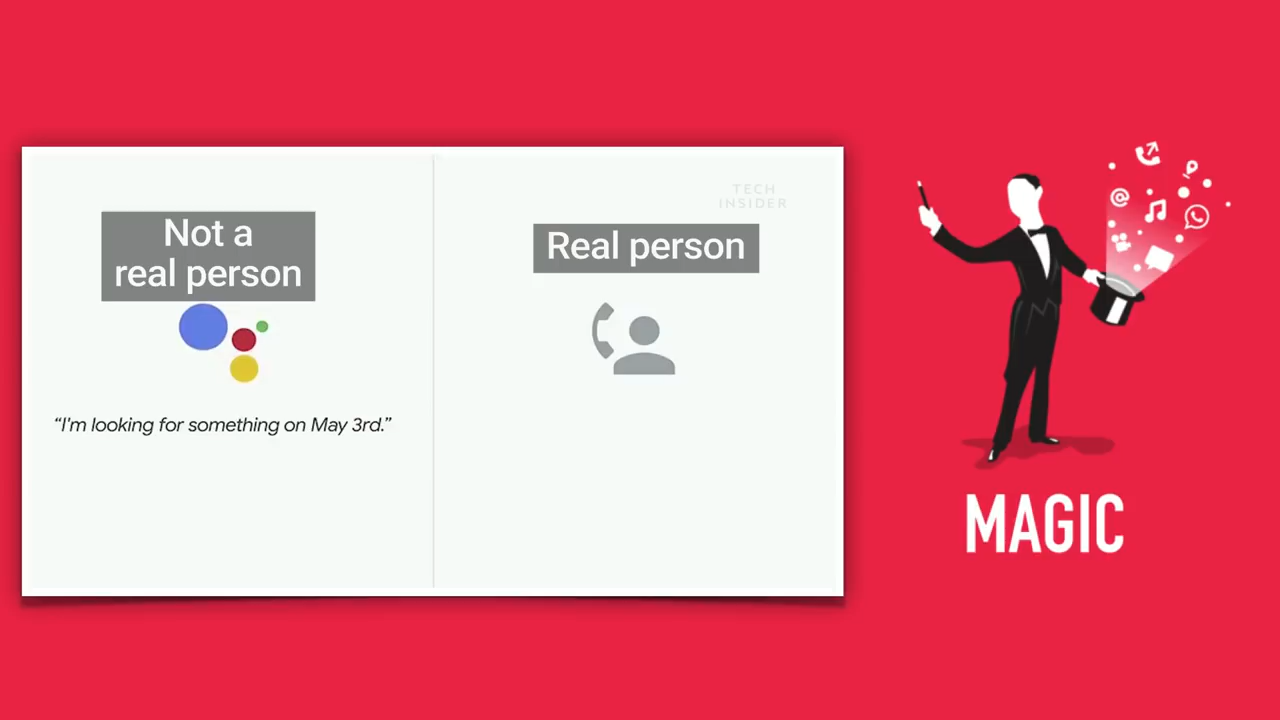 TECH
INSIDER
Not a
real person
Real person
“I'm looking for something on May 3rd.”
MAGIC